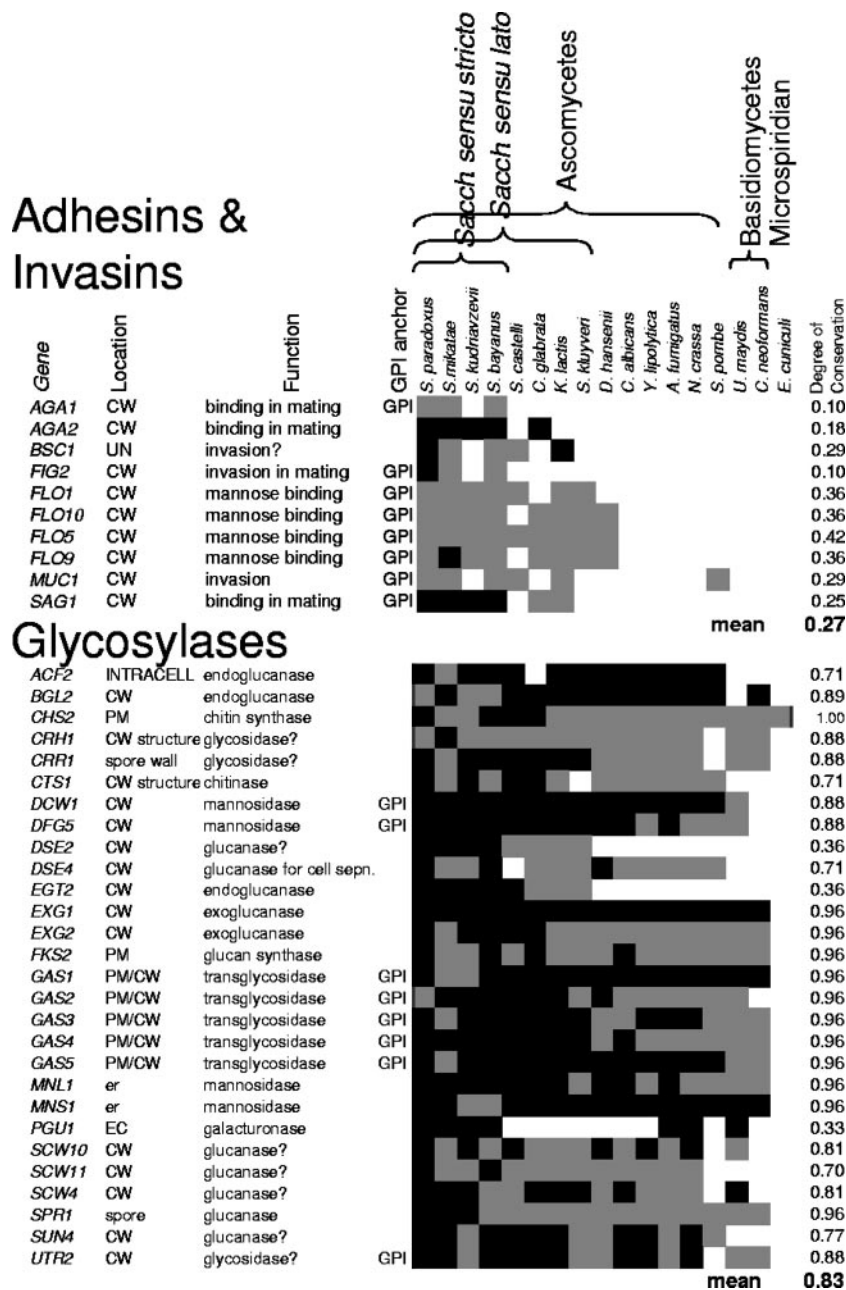 Sacch sensu stricto
Sacch sensu lato
Ascomycetes
Basidiomycetes
Microspiridian
Adhesins &
Invasins
Gene Location Function GPI anchor S. paradoxus S.mikatae S.kudriavzevii S. bayanus S. castelli C. glabrata K. lactis S. kluyveri D. hansenii C. albicans Y. lipolytica A. fumigatus N. crassa S. pombe U. maydis C. neoformans E. cuniculi Degree of Conservation
AGA1 CW binding in mating GPI 0.10
AGA2 CW binding in mating 0.18
BSC1 UN invasion? 0.29
FIG2 CW invasion in mating GPI 0.10
FLO1 CW mannose binding GPI 0.36
FLO10 CW mannose binding GPI 0.36
FLO5 CW mannose binding GPI 0.42
FLO9 CW mannose binding GPI 0.36
MUC1 CW invasion GPI 0.29
SAG1 CW binding in mating GPI 0.25
mean 0.27
Glycosylases
ACF2 INTRACELL endoglucanase 0.71
BGL2 CW endoglucanase 0.89
CHS2 PM chitin synthase 1.00
CRH1 CW structure glycosidase? 0.88
CRR1 spore wall glycosidase? 0.88
CTS1 CW structure chitinase 0.71
DCW1 CW mannosidase GPI 0.88
DFG5 CW mannosidase GPI 0.88
DSE2 CW glucanase? 0.36
DSE4 CW glucanase for cell sepn. 0.71
EGT2 CW endoglucanase 0.36
EXG1 CW exoglucanase 0.96
EXG2 CW exoglucanase 0.96
FKS2 PM glucan synthase 0.96
GAS1 PM/CW transglycosidase GPI 0.96
GAS2 PM/CW transglycosidase GPI 0.96
GAS3 PM/CW transglycosidase GPI 0.96
GAS4 PM/CW transglycosidase GPI 0.96
GAS5 PM/CW transglycosidase GPI 0.96
MNL1 er mannosidase 0.96
MNS1 er mannosidase 0.96
PGU1 EC galacturonase 0.33
SCW10 CW glucanase? 0.81
SCW11 CW glucanase? 0.70
SCW4 CW glucanase? 0.81
SPR1 spore glucanase 0.96
SUN4 CW glucanase? 0.77
UTR2 CW glycosidase? GPI 0.88
mean 0.83